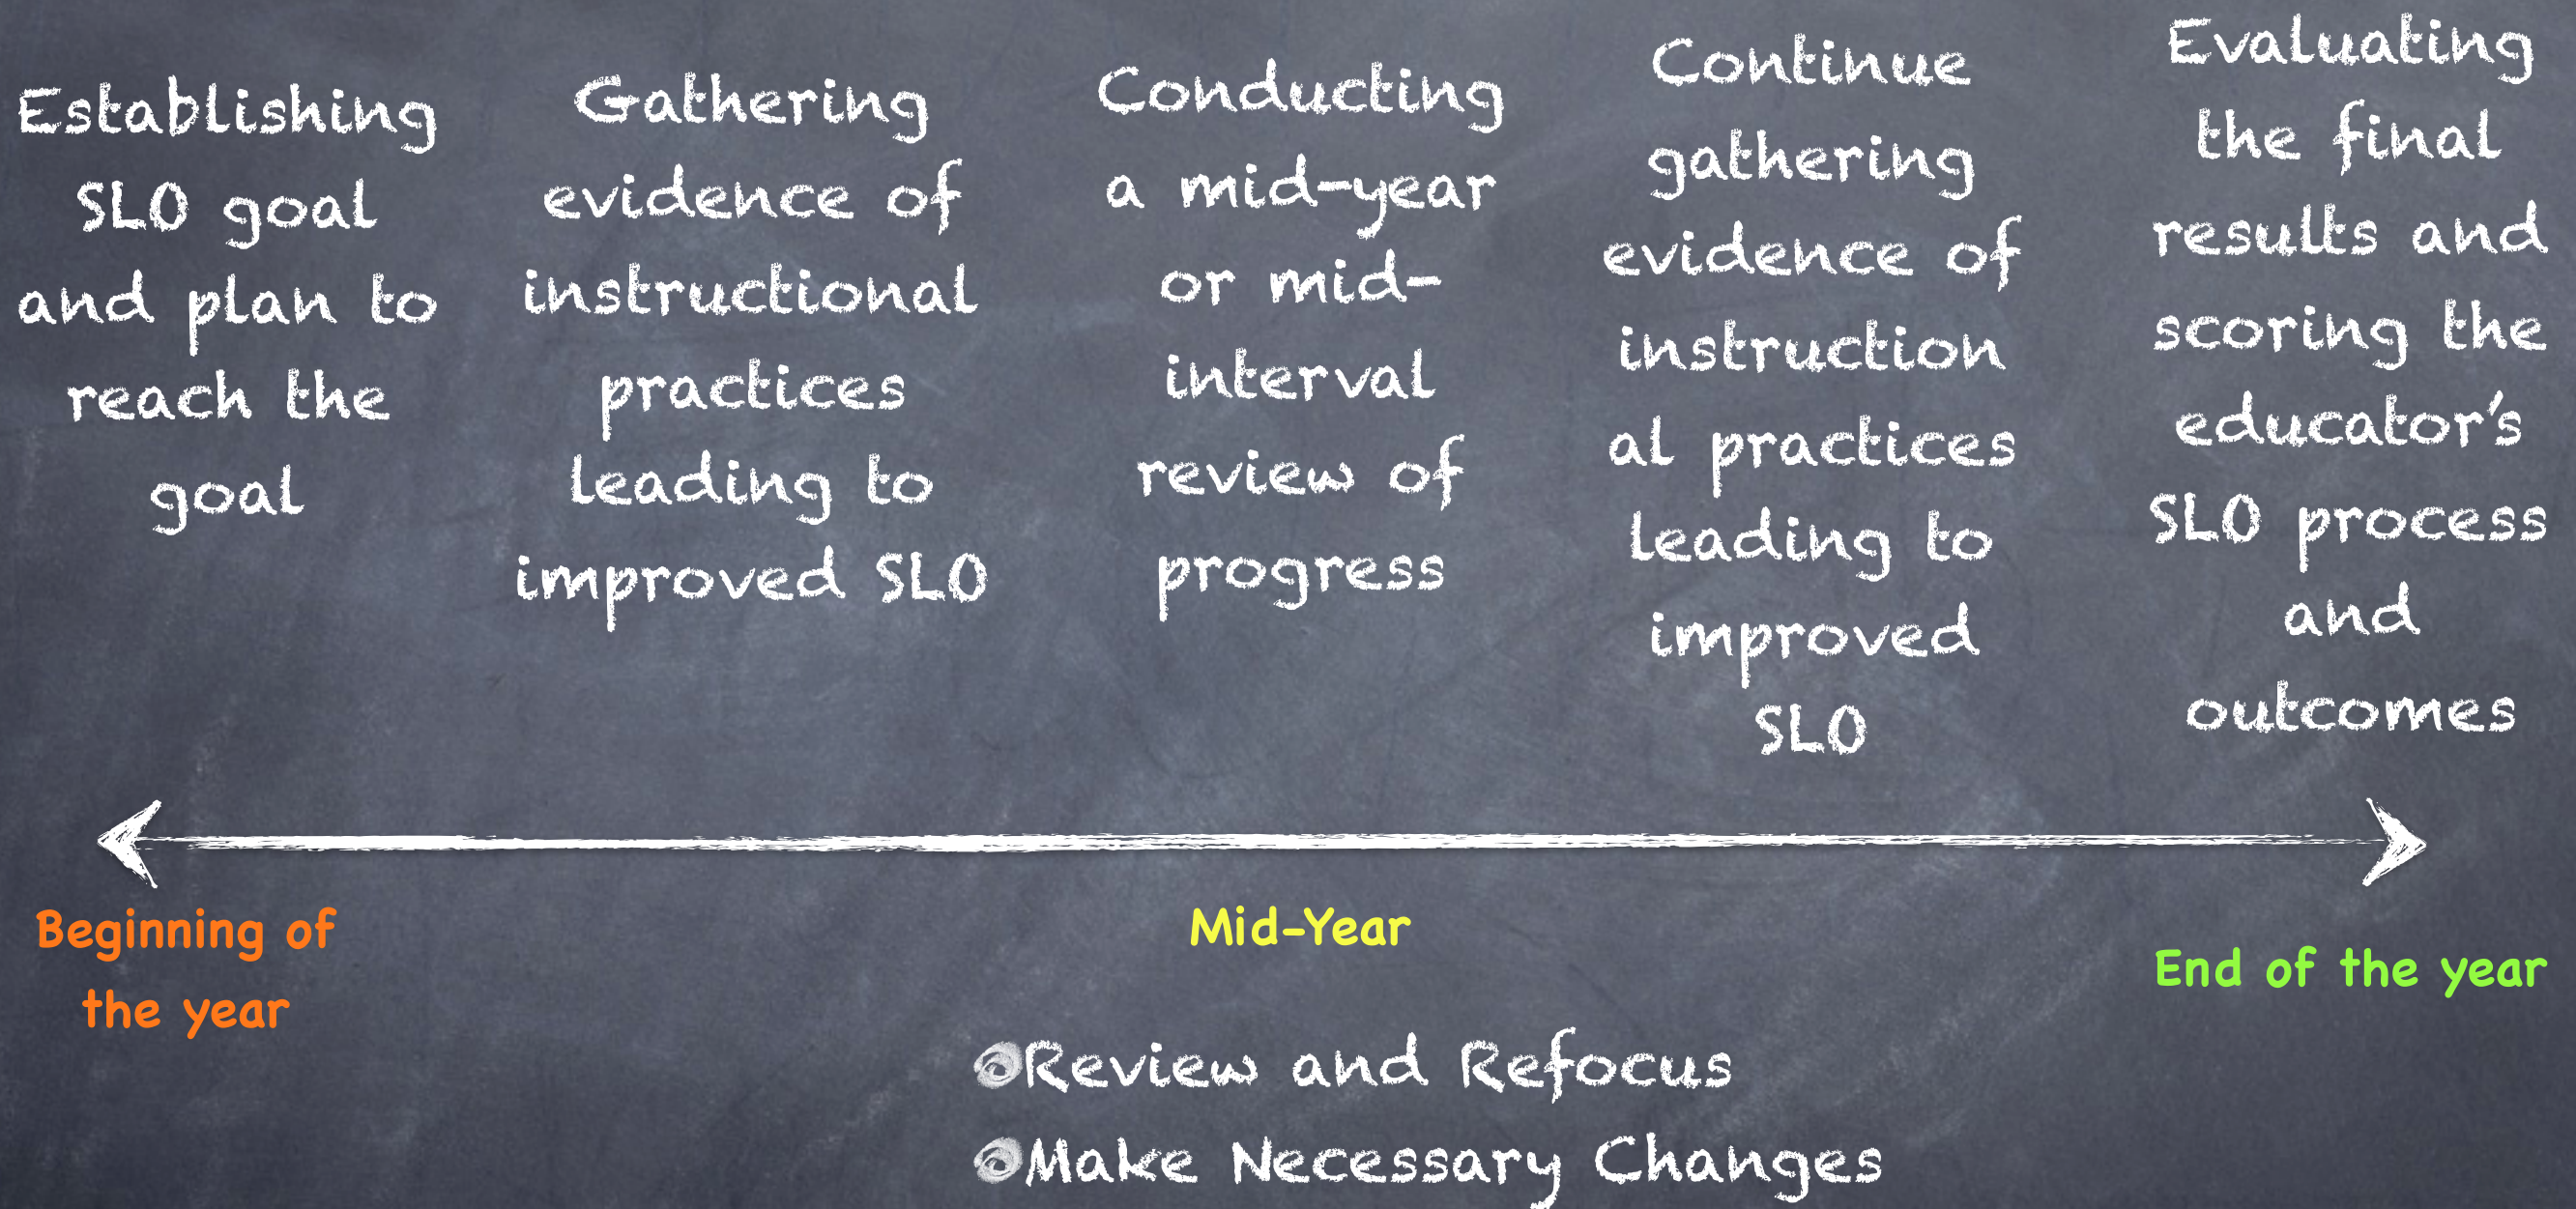 Establishing
SLO goal
and plan to
reach the
goal
Gathering
evidence of
instructional
practices
leading to
improved SLO
Conducting
a mid-year
or mid-
interval
review of
progress
Continue
gathering
evidence of
instruction
al practices
leading to
improved
SLO
Evaluating
the final
results and
scoring the
educator’s
SLO process
and
outcomes
Beginning of
the year
Mid-Year
End of the year
Review and Refocus
Make Necessary Changes